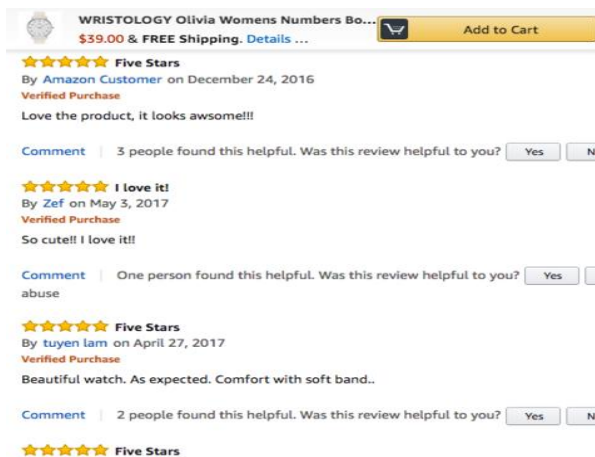 WRISTOLOGY Olivia Womens Numbers Bo...
$39.00 & FREE Shipping. Details ...
Add to Cart
Five Stars
By Amazon Customer on December 24, 2016
Verified Purchase
Love the product, it looks awsome!!!
Comment | 3 people found this helpful. Was this review helpful to you? Yes N
I love it!
By Zef on May 3, 2017
Verified Purchase
So cute!! I love it!!
Comment | One person found this helpful. Was this review helpful to you? Yes
abuse
Five Stars
By tuyen lam on April 27, 2017
Verified Purchase
Beautiful watch. As expected. Comfort with soft band..
Comment | 2 people found this helpful. Was this review helpful to you? Yes N
Five Stars